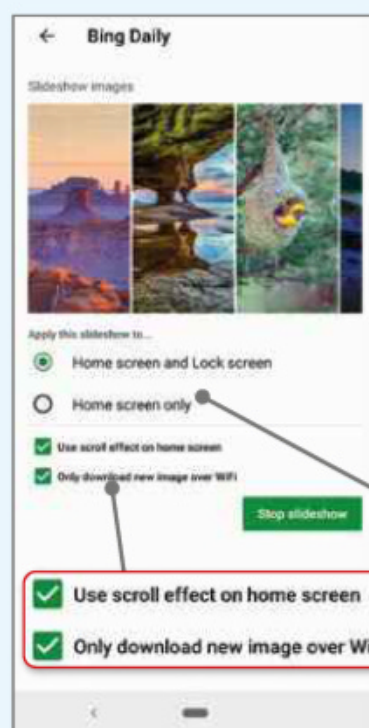 Bing Daily
Slideshow images
Apply this slideshow to...
Home screen and Lock screen
Home screen only
Use scroll effect on home screen
Only download new image over WiFi
Stop slideshow
Use scroll effect on home screen
Only download new image over Wi